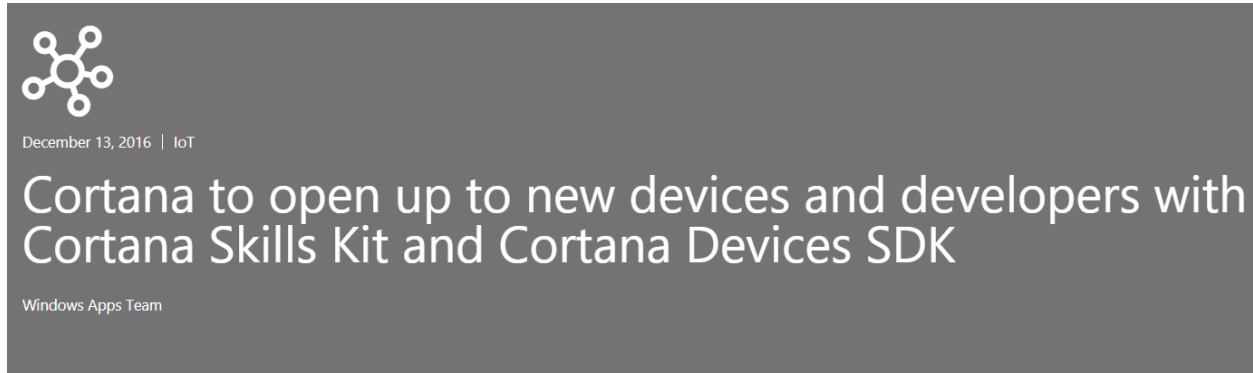 December 13, 2016 | IoT
Cortana to open up to new devices and developers with
Cortana Skills Kit and Cortana Devices SDK
Windows Apps Team